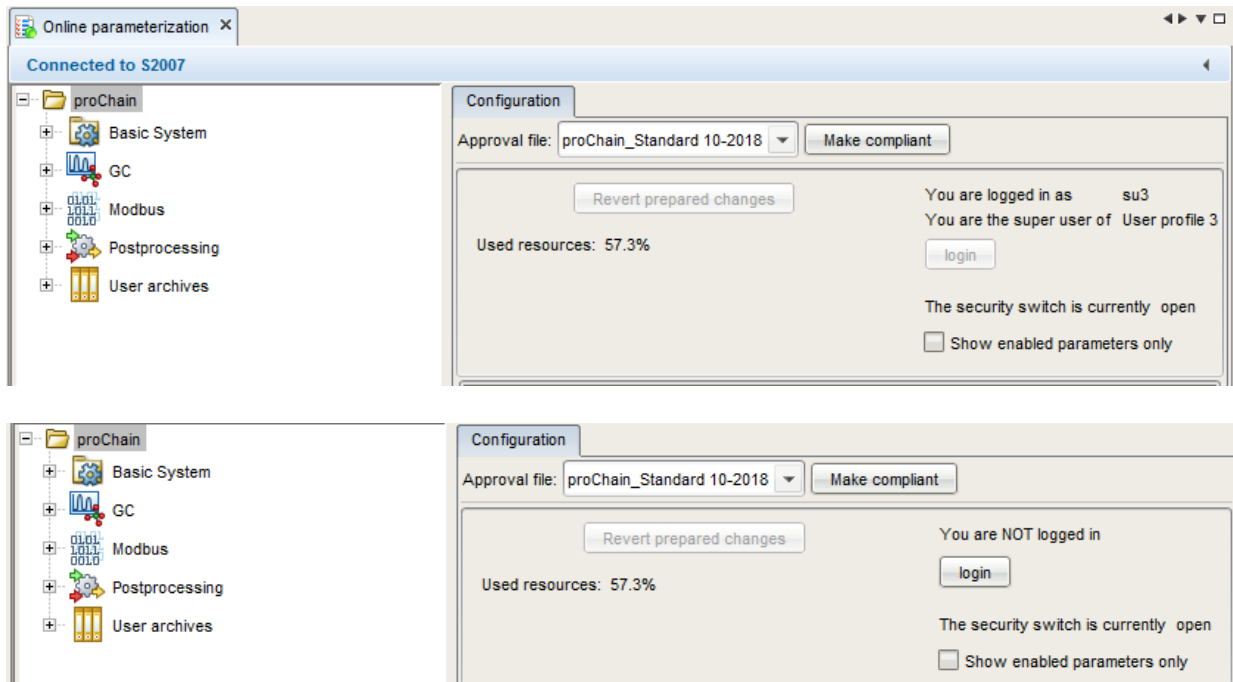 Online parameterization
Connected to S2007
proChain
Basic System
GC
Modbus
Postprocessing
User archives
Configuration
Approval file: proChain_Standard 10-2018 Make compliant
Revert prepared changes
Used resources: 57.3%
You are logged in as su3
You are the super user of User profile 3
login
The security switch is currently open
Show enabled parameters only
proChain
Basic System
GC
Modbus
Postprocessing
User archives
Configuration
Approval file: proChain_Standard 10-2018 Make compliant
Revert prepared changes
Used resources: 57.3%
You are NOT logged in
login
The security switch is currently open
Show enabled parameters only